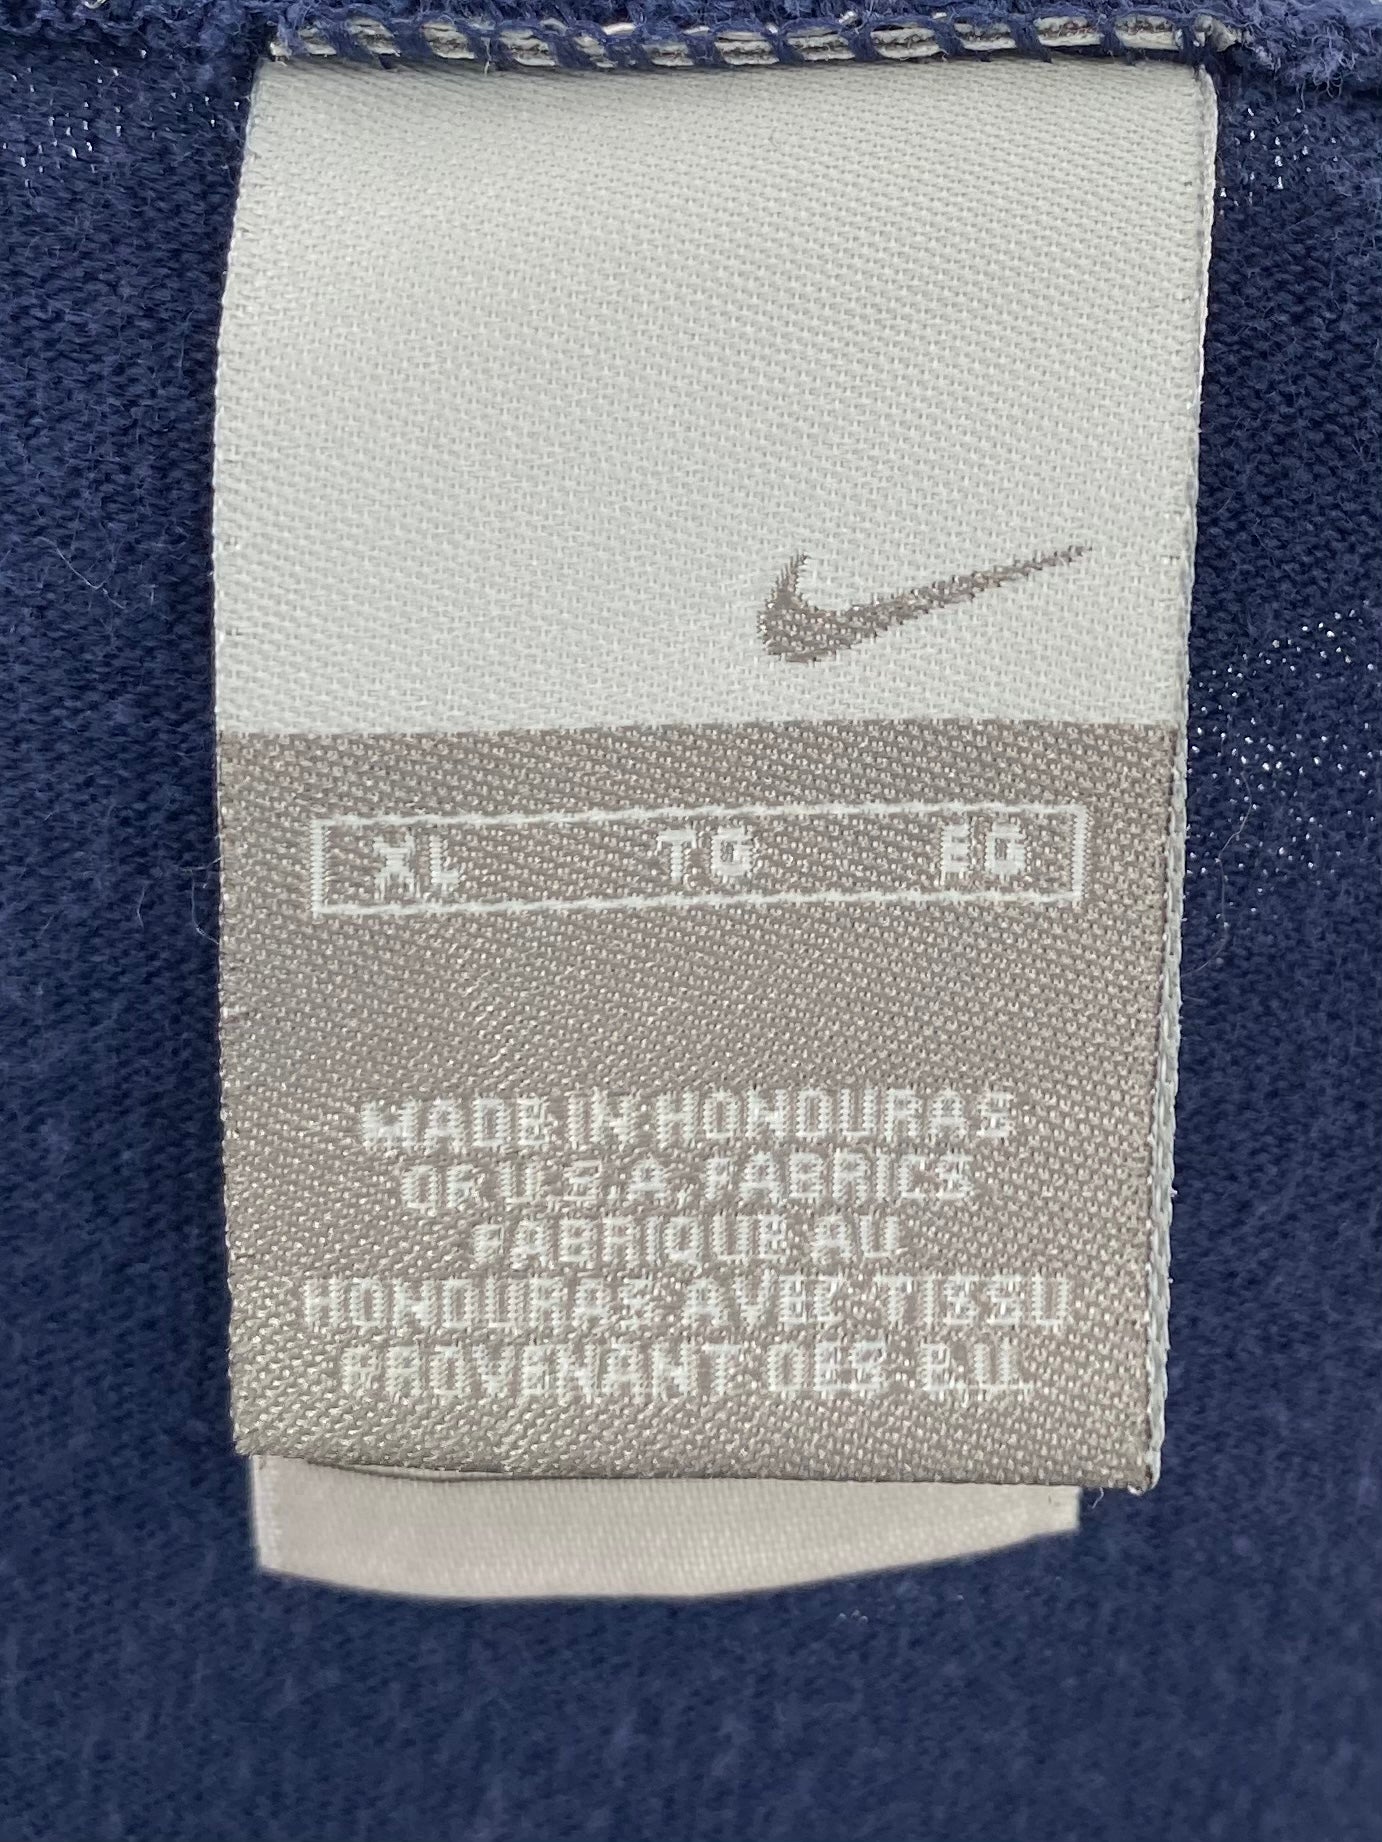 XL TG EG
MADE IN HONDURAS
OF U.S.A. FABRICS
FABRIQUE AU
HONDURAS AVEC TISSU
PROVENANT DES E.U.